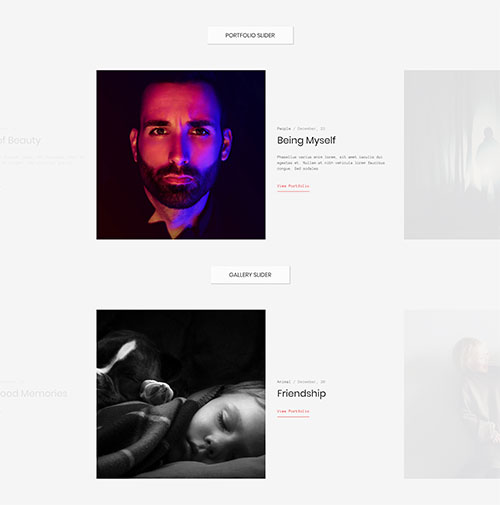 PORTFOLIO SLIDER
of Beauty
People / December, 20
Being Myself
Phasellus varius eros lorem, sit amet iaculis dui
egestas at. Nullam at nibh vehicula lorem faucibus
congue. Sed sodales
View Portfolio
GALLERY SLIDER
ood Memories
Animal / December, 20
Friendship
View Portfolio